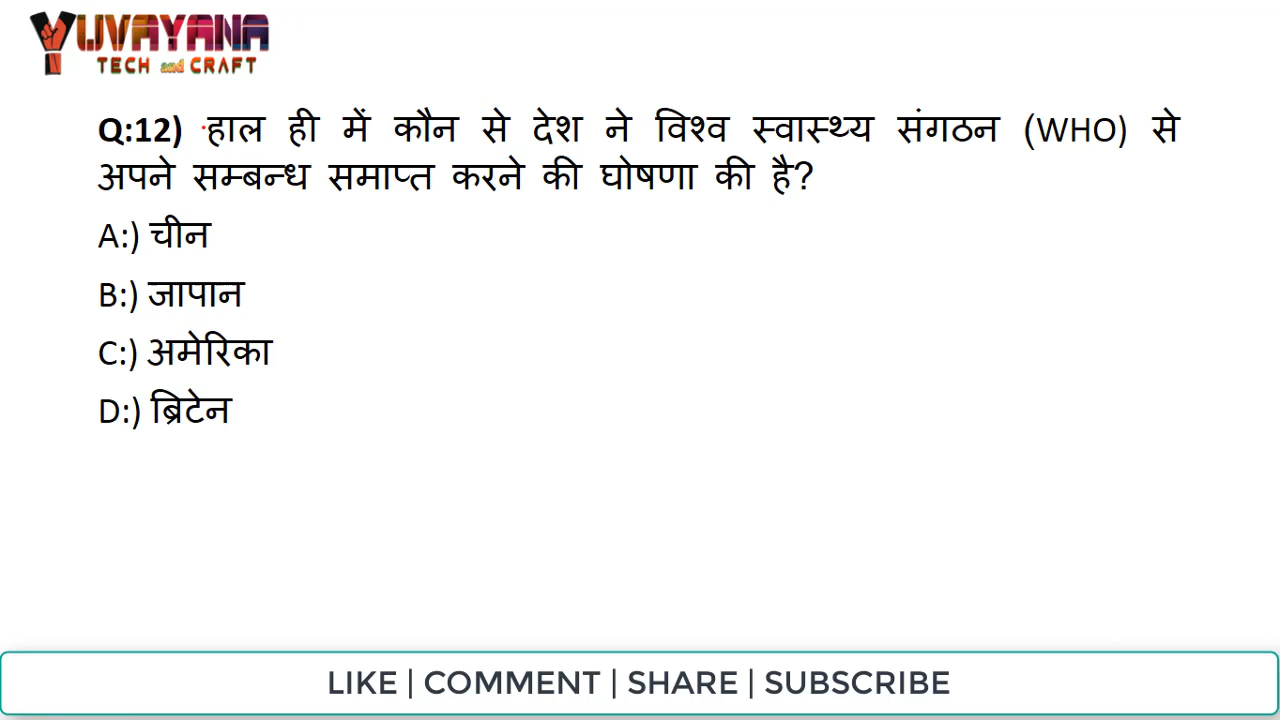 YUVAYANA
TECH and CRAFT
Q:12) हाल ही में कौन से देश ने विश्व स्वास्थ्य संगठन (WHO) से
अपने सम्बन्ध समाप्त करने की घोषणा की है?
A:) चीन
B:) जापान
C:) अमेरिका
D:) ब्रिटेन
LIKE | COMMENT | SHARE | SUBSCRIBE